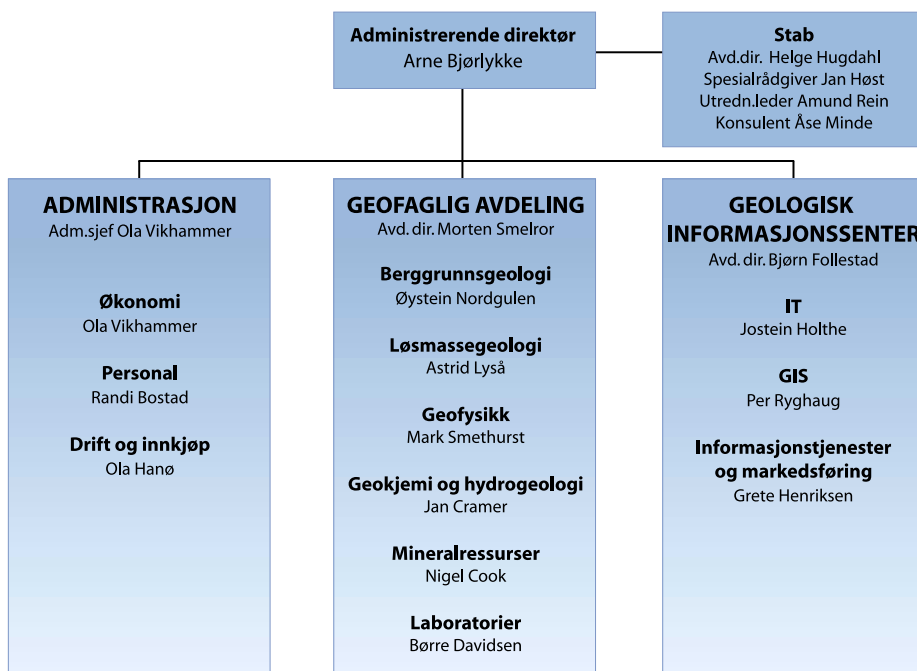 Administrerende direktør
Arne Bjørlykke
Stab
Avd.dir. Helge Hugdahl
Spesialrådgiver Jan Høst
Utredn.leder Amund Rein
Konsulent Åse Minde
ADMINISTRASJON
Adm.sjef Ola Vikhammer
Økonomi
Ola Vikhammer
Personal
Randi Bostad
Drift og innkjøp
Ola Hanø
GEOFAGLIG AVDELING
Avd. dir. Morten Smelror
Berggrunnsgeologi
Øystein Nordgulen
Løsmassegeologi
Astrid Lyså
Geofysikk
Mark Smethurst
Geokjemi og hydrogeologi
Jan Cramer
Mineralressurser
Nigel Cook
Laboratorier
Børre Davidsen
GEOLOGISK
INFORMASJONSSENTER
Avd. dir. Bjørn Follestad
IT
Jostein Holthe
GIS
Per Ryghaug
Informasjonstjenester
og markedsføring
Grete Henriksen